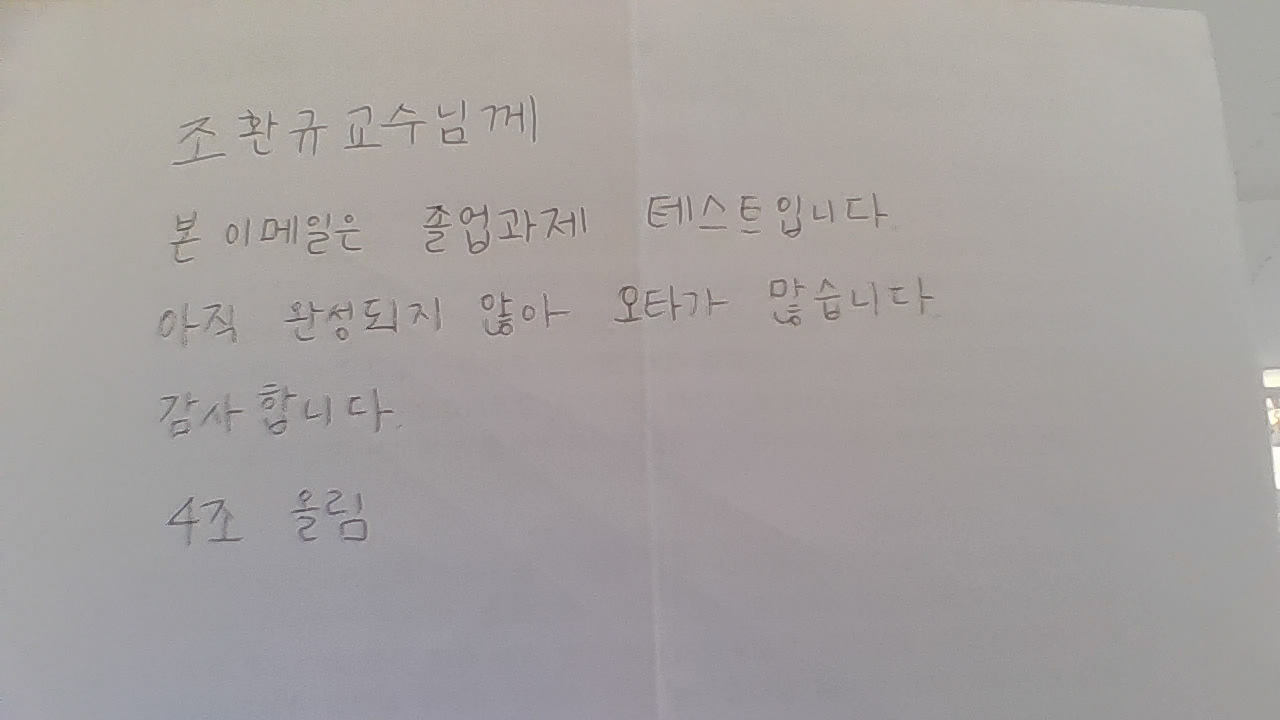 조환규교수님께
본 이메일은 졸업과제 테스트입니다.
아직 완성되지 않아 오타가 많습니다.
감사합니다.
4조 올림